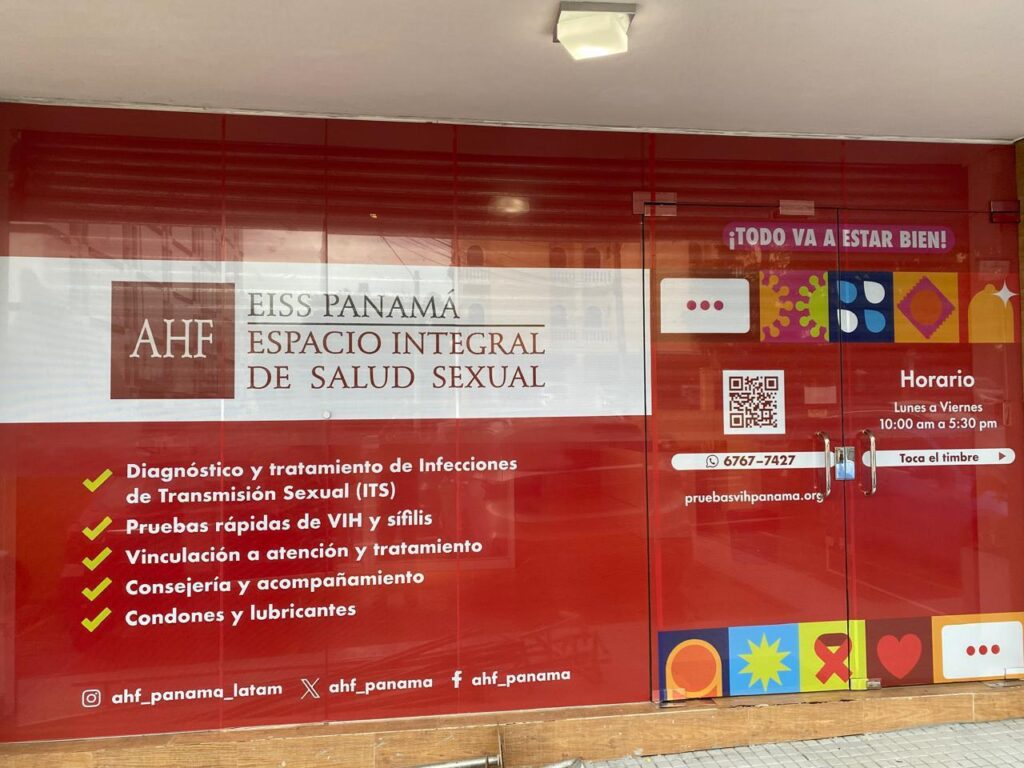 AHF
EISS PANAMÁ
ESPACIO INTEGRAL
DE SALUD SEXUAL
Diagnóstico y tratamiento de Infecciones
de Transmisión Sexual (ITS)
Pruebas rápidas de VIH y sífilis
Vinculación a atención y tratamiento
Consejería y acompañamiento
Condones y lubricantes
ahf_panama_latam
ahf_panama
ahf_panama
¡TODO VA A ESTAR BIEN!
6767-7427
pruebasvihpanama.org
Horario
Lunes a Viernes
10:00 am a 5:30 pm
Toca el timbre